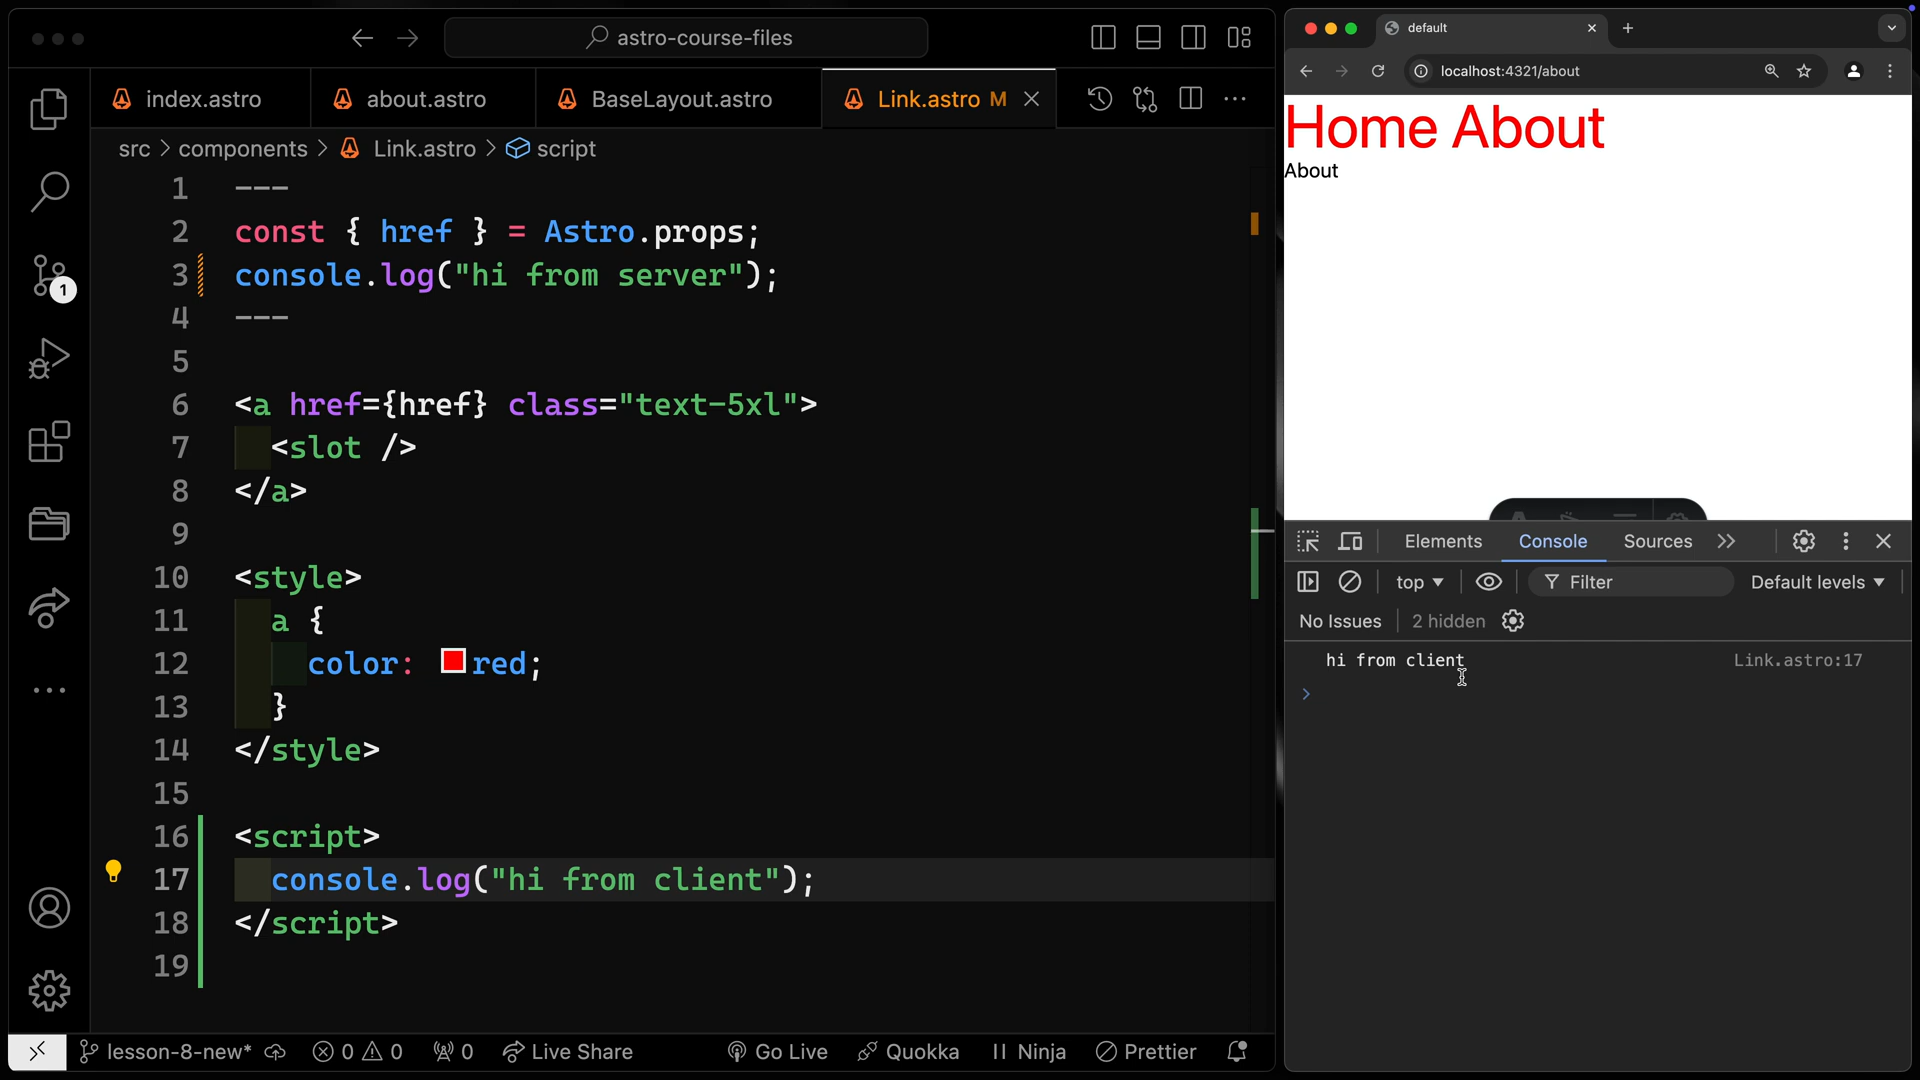 astro-course-files
index.astro
about.astro
BaseLayout.astro
Link.astro M
src > components > Link.astro > script
1 ---
2 const { href } = Astro.props;
3 console.log("hi from server");
4 ---
5
6 <a href={href} class="text-5xl">
7 <slot />
8 </a>
9
10 <style>
11 a {
12 color: red;
13 }
14 </style>
15
16 <script>
17 console.log("hi from client");
18 </script>
19
1
lesson-8-new* 0 0 0 Live Share Go Live Quokka Ninja Prettier
default
localhost:4321/about
Home About
About
Elements Console Sources
top Filter Default levels
No Issues 2 hidden
hi from client Link.astro:17